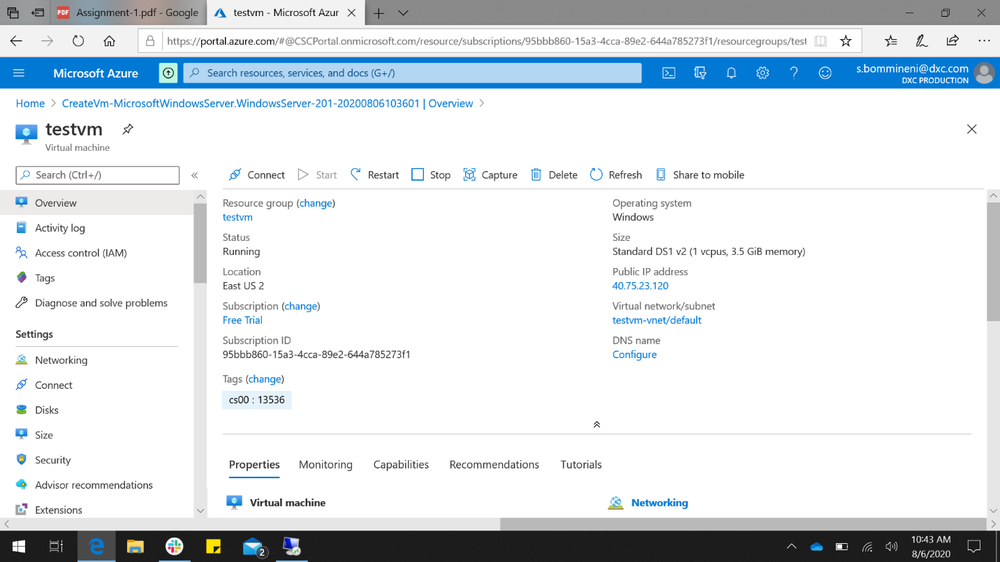 Assignment-1.pdf - Google
testvm - Microsoft Azur
https://portal.azure.com/#@CSCPortal.onmicrosoft.com/resource/subscriptions/95bbb860-15a3-4cca-89e2-644a785273f1/resourcegroups/test
Microsoft Azure
Search resources, services, and docs (G+/)
s.bommineni@dxc.com
DXC PRODUCTION
Home > CreateVm-MicrosoftWindowsServer.WindowsServer-201-20200806103601 | Overview >
testvm
Virtual machine
Search (Ctrl+/)
«
Connect
Start
Restart
Stop
Capture
Delete
Refresh
Share to mobile
Overview
Activity log
Access control (IAM)
Tags
Diagnose and solve problems
Settings
Networking
Connect
Disks
Size
Security
Advisor recommendations
Extensions
Resource group (change)
testvm
Status
Running
Location
East US 2
Subscription (change)
Free Trial
Subscription ID
95bbb860-15a3-4cca-89e2-644a785273f1
Tags (change)
cs00 : 13536
Operating system
Windows
Size
Standard DS1 v2 (1 vcpus, 3.5 GiB memory)
Public IP address
40.75.23.120
Virtual network/subnet
testvm-vnet/default
DNS name
Configure
Properties
Monitoring
Capabilities
Recommendations
Tutorials
Virtual machine
Networking
2
10:43 AM
8/6/2020